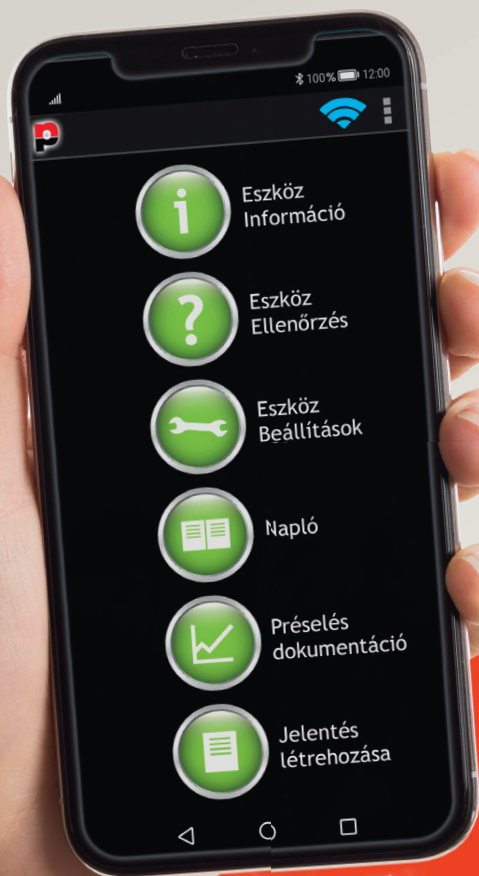 100% 12:00
Eszköz
Információ
Eszköz
Ellenőrzés
Eszköz
Beállítások
Napló
Préselés
dokumentáció
Jelentés
létrehozása